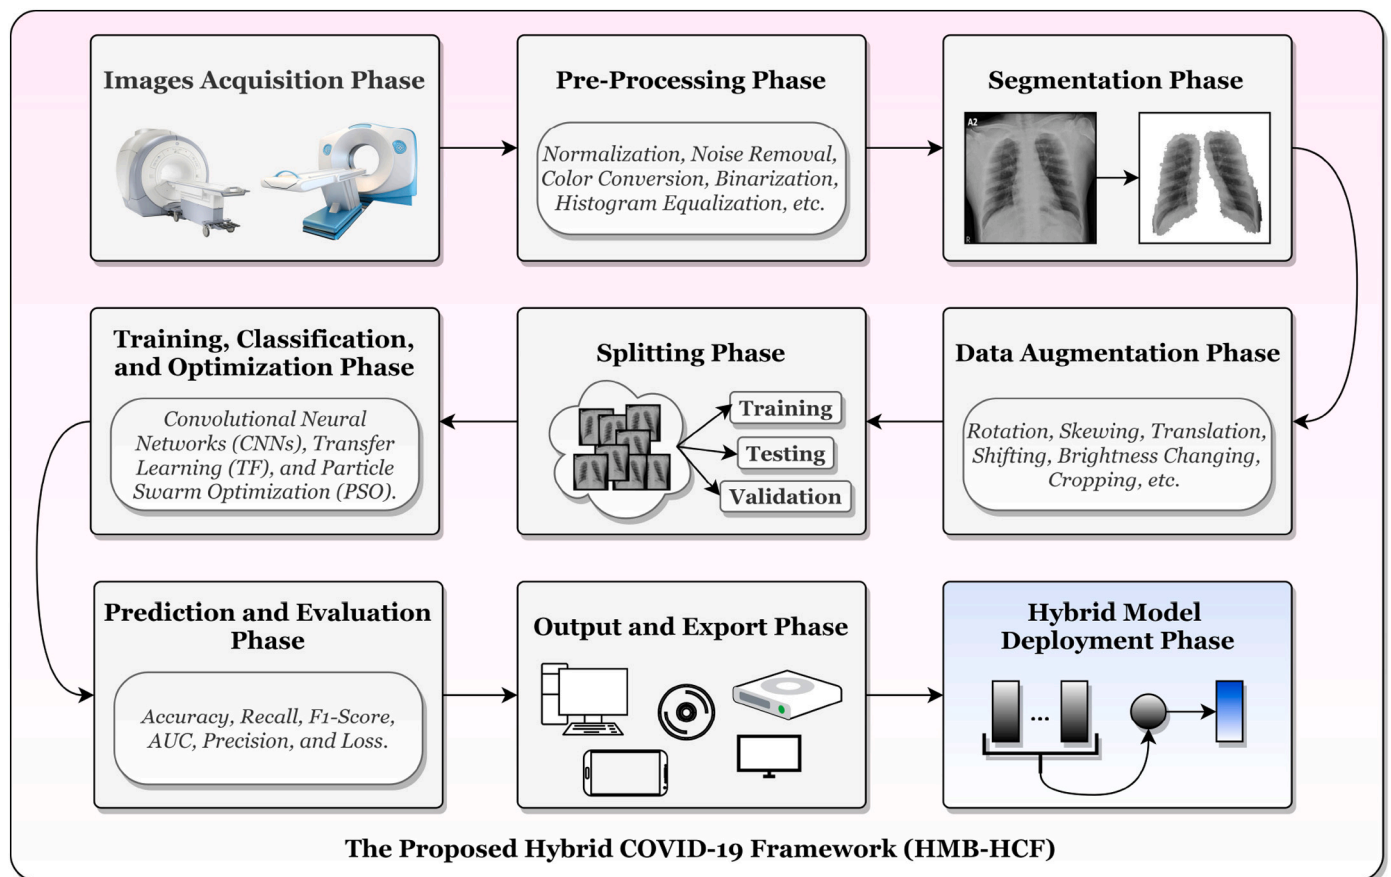 Images Acquisition Phase
Pre-Processing Phase
Normalization, Noise Removal,
Color Conversion, Binarization,
Histogram Equalization, etc.
Segmentation Phase
A2
R
Data Augmentation Phase
Rotation, Skewing, Translation,
Shifting, Brightness Changing,
Cropping, etc.
Splitting Phase
Training
Testing
Validation
Training, Classification,
and Optimization Phase
Convolutional Neural
Networks (CNNs), Transfer
Learning (TF), and Particle
Swarm Optimization (PSO).
Prediction and Evaluation
Phase
Accuracy, Recall, F1-Score,
AUC, Precision, and Loss.
Output and Export Phase
Hybrid Model
Deployment Phase
...
The Proposed Hybrid COVID-19 Framework (HMB-HCF)